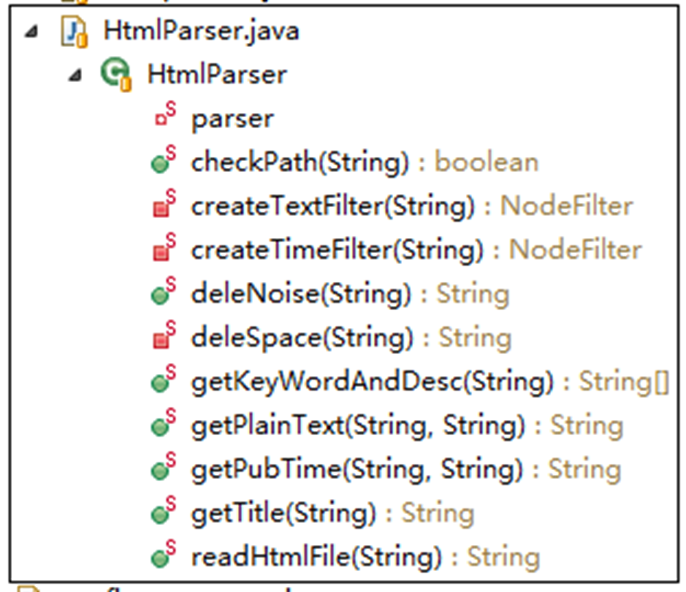 HtmlParser.java
HtmlParser
parser
checkPath(String) : boolean
createTextFilter(String) : NodeFilter
createTimeFilter(String) : NodeFilter
deleNoise(String) : String
deleSpace(String) : String
getKeyWordAndDesc(String) : String[]
getPlainText(String, String) : String
getPubTime(String, String) : String
getTitle(String) : String
readHtmlFile(String) : String